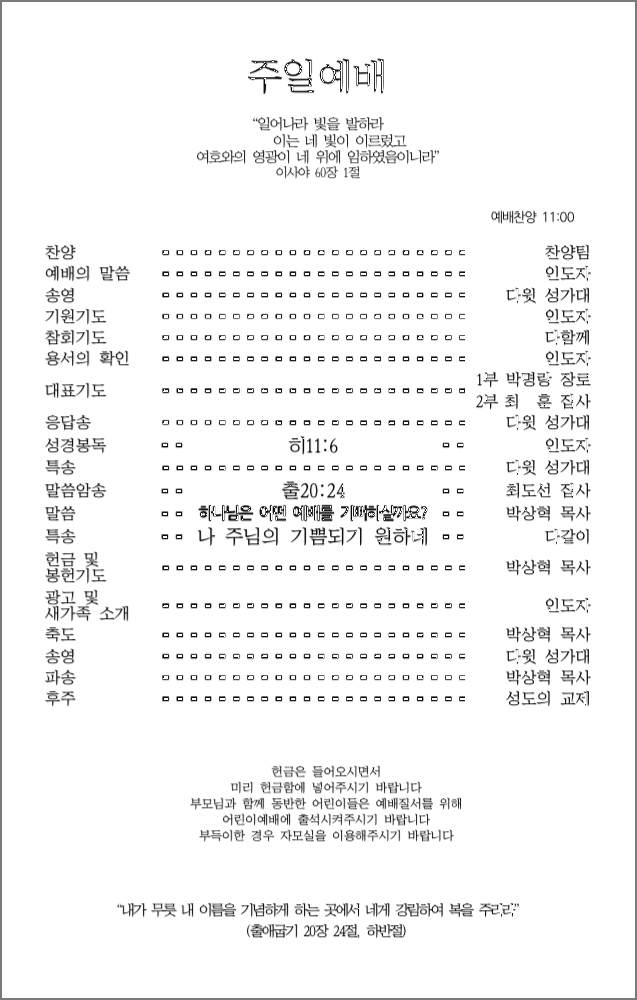 주일예배
“일어나라 빛을 발하라
이는 네 빛이 이르렀고
여호와의 영광이 네 위에 임하였음이니라”
이사야 60장 1절
예배찬양 11:00
찬양 찬양팀
예배의 말씀 인도자
송영 다윗 성가대
기원기도 인도자
참회기도 다함께
용서의 확인 인도자
대표기도 1부 박명랑 장로
2부 최 훈 집사
응답송 다윗 성가대
성경봉독 히11:6 인도자
특송 다윗 성가대
말씀암송 출20:24 최도선 집사
말씀 하나님은 어떤 예배를 기뻐하실까요? 박상혁 목사
특송 나 주님의 기쁨되기 원하네 다같이
헌금 및
봉헌기도 박상혁 목사
광고 및
새가족 소개 인도자
축도 박상혁 목사
송영 다윗 성가대
파송 박상혁 목사
후주 성도의 교제
헌금은 들어오시면서
미리 헌금함에 넣어주시기 바랍니다
부모님과 함께 동반한 어린이들은 예배질서를 위해
어린이예배에 출석시켜주시기 바랍니다
부득이한 경우 자모실을 이용해주시기 바랍니다
“내가 무릇 내 이름을 기념하게 하는 곳에서 네게 강림하여 복을 주리라”
(출애굽기 20장 24절, 하반절)